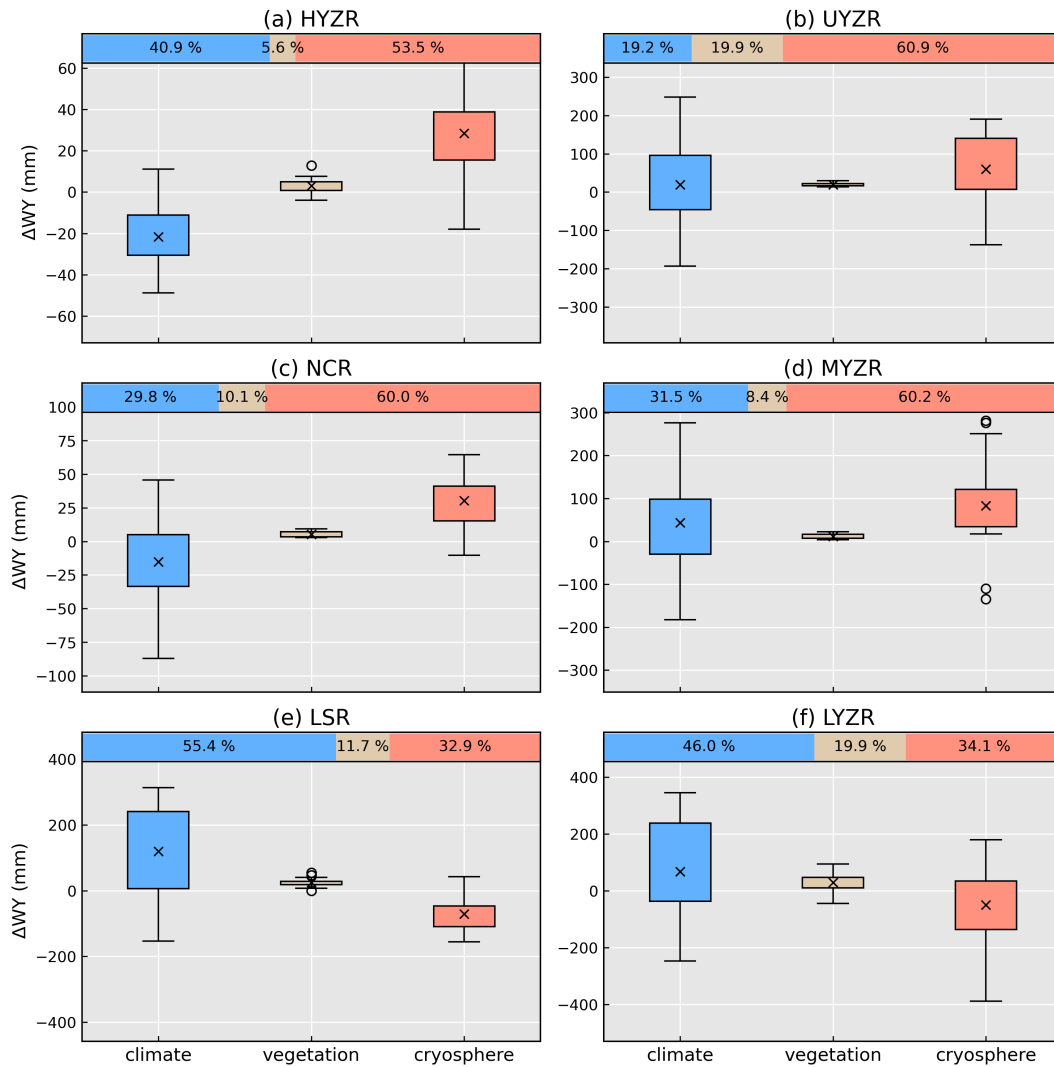 (a) HYZR
40.9 % 5.6 % 53.5 %
60
40
20
0
−20
−40
−60
ΔWY (mm)
(b) UYZR
19.2 % 19.9 % 60.9 %
300
200
100
0
−100
−200
−300
(c) NCR
29.8 % 10.1 % 60.0 %
100
75
50
25
0
−25
−50
−75
−100
ΔWY (mm)
(d) MYZR
31.5 % 8.4 % 60.2 %
300
200
100
0
−100
−200
−300
(e) LSR
55.4 % 11.7 % 32.9 %
400
200
0
−200
−400
ΔWY (mm)
climate vegetation cryosphere
(f) LYZR
46.0 % 19.9 % 34.1 %
400
200
0
−200
−400
climate vegetation cryosphere